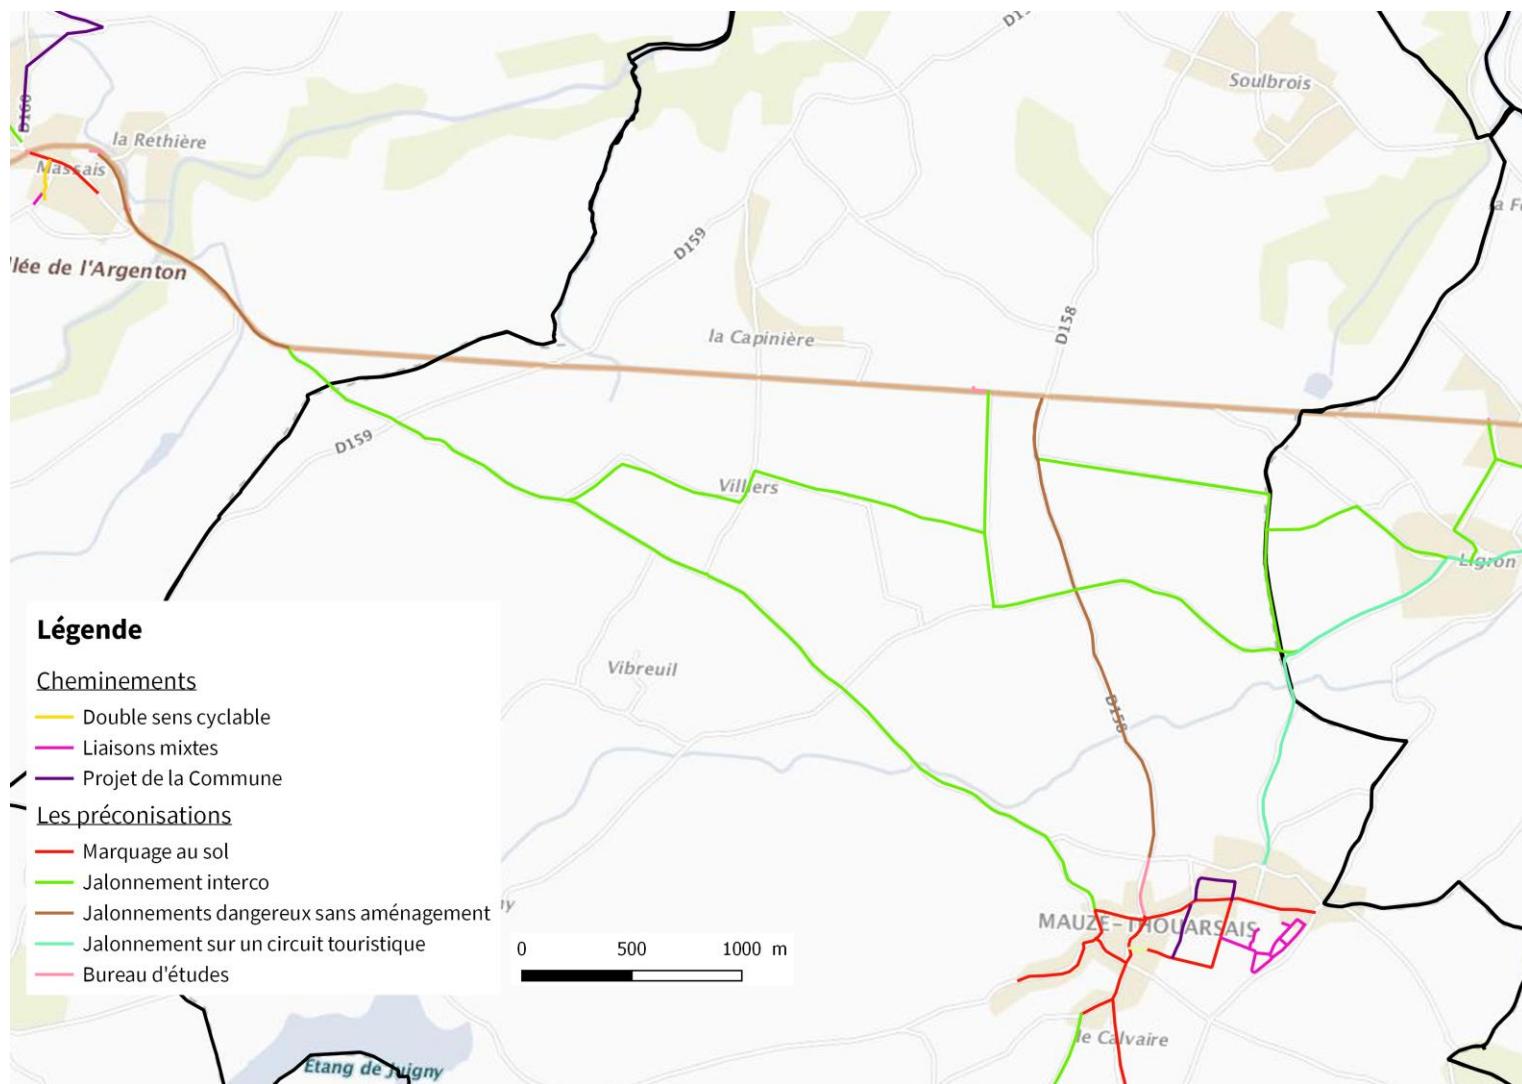 Soulbrois
D160
la Rethière
Massais
D159
llée de l'Argenton
D158
la Capinière
D159
Villiers
Ligron
Légende
Cheminements
Double sens cyclable
Liaisons mixtes
Projet de la Commune
Les préconisations
Marquage au sol
Jalonnement interco
Jalonnements dangereux sans aménagement
Jalonnement sur un circuit touristique
Bureau d'études
Vibreuil
D158
0 500 1000 m
MAUZE-THOUARSAIS
le Calvaire
Etang de Juigny